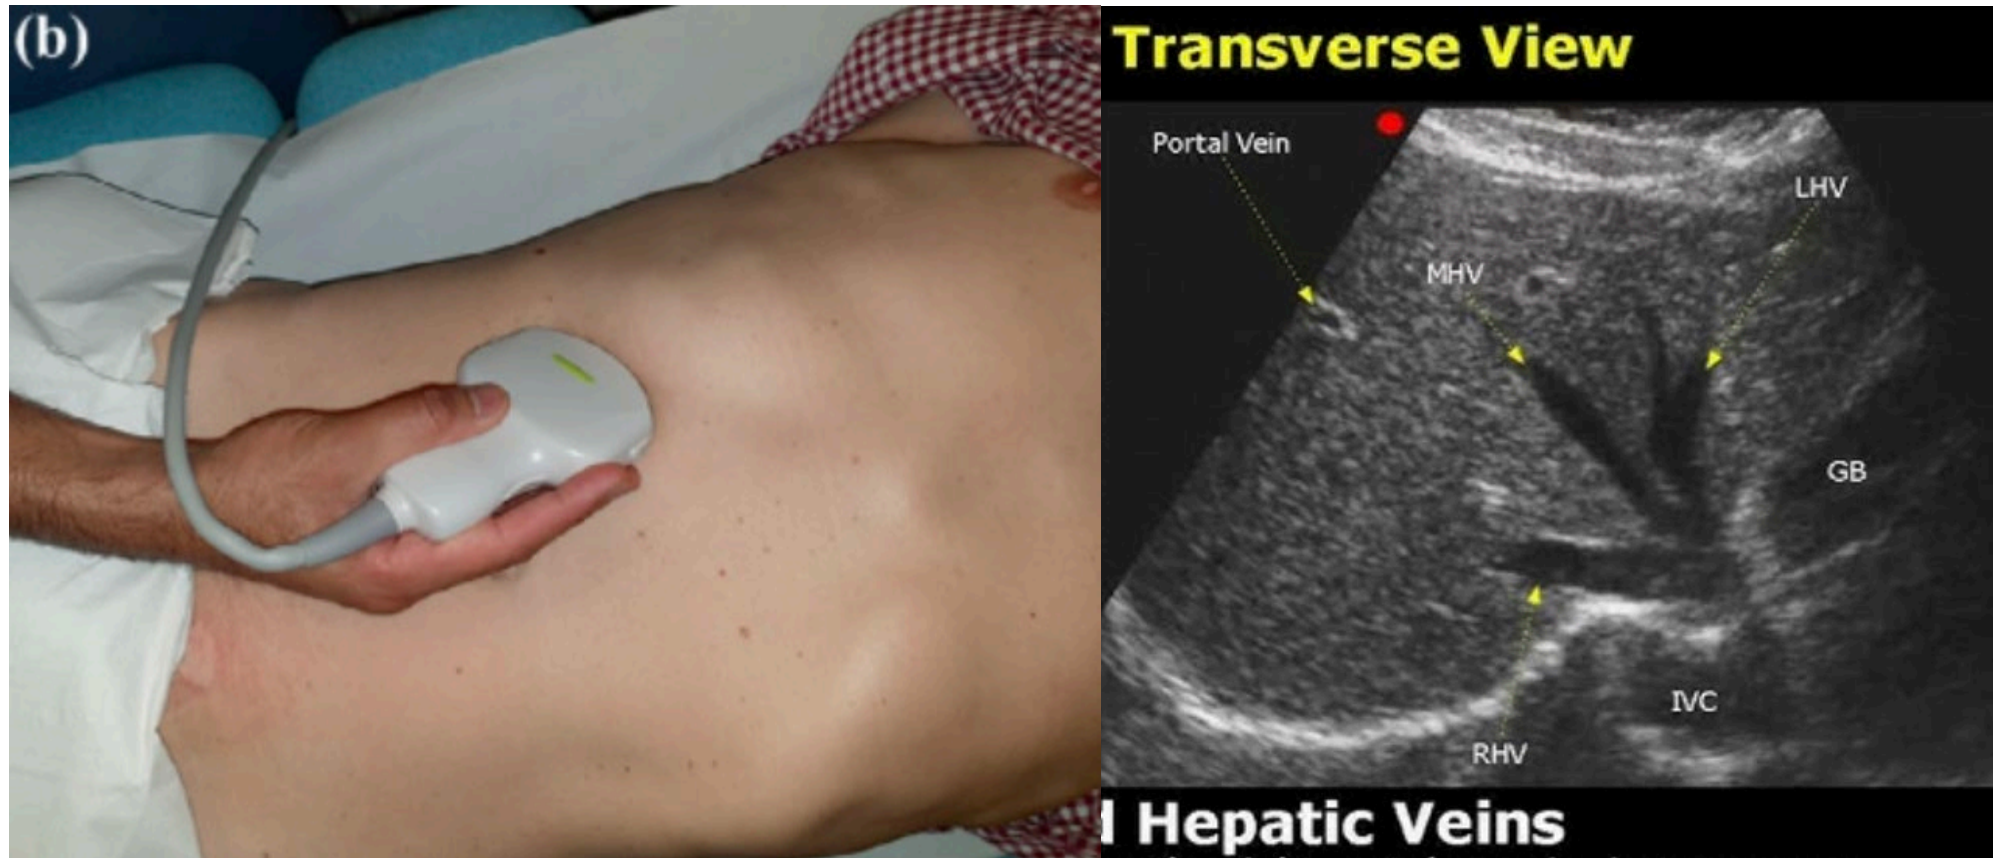 (b)
Transverse View
Portal Vein
LHV
MHV
GB
IVC
RHV
Hepatic Veins